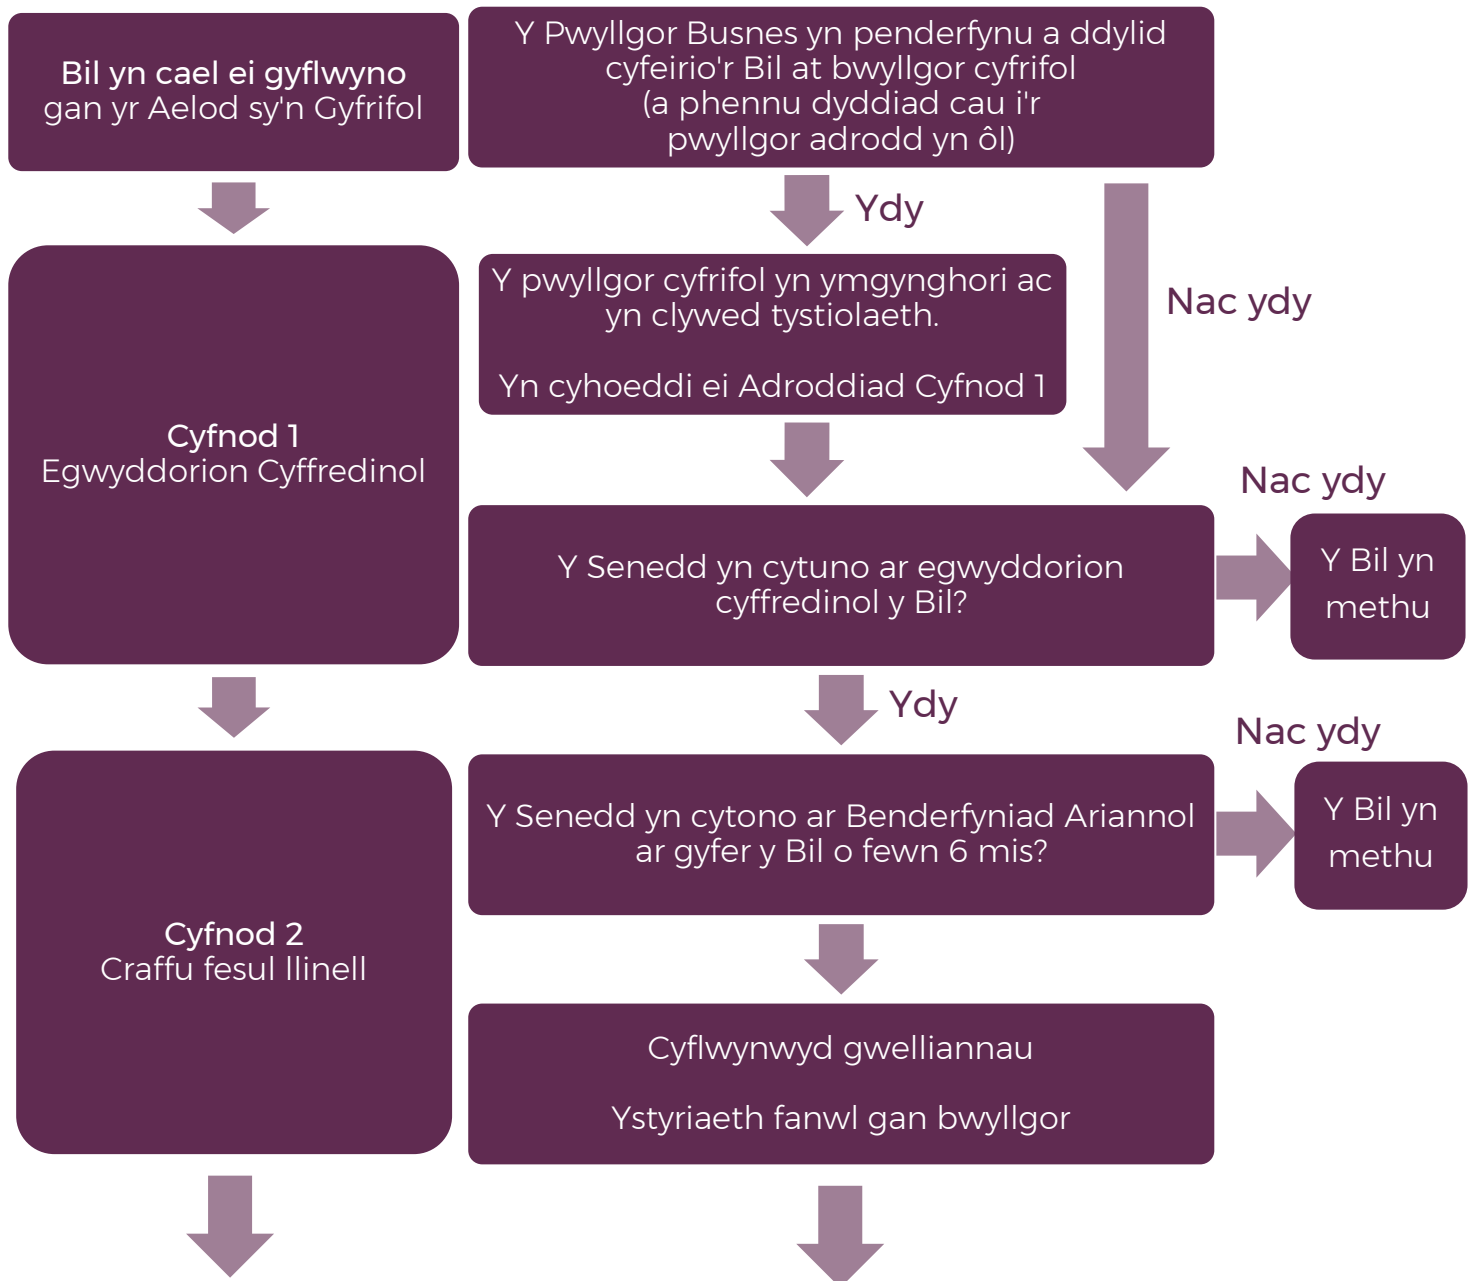 Bil yn cael ei gyflwyno
gan yr Aelod sy'n Gyfrifol
Y Pwyllgor Busnes yn penderfynu a ddylid
cyfeirio'r Bil at bwyllgor cyfrifol
(a phennu dyddiad cau i'r
pwyllgor adrodd yn ôl)
Ydy
Nac ydy
Y pwyllgor cyfrifol yn ymgynghori ac
yn clywed tystiolaeth.
Yn cyhoeddi ei Adroddiad Cyfnod 1
Cyfnod 1
Egwyddorion Cyffredinol
Y Senedd yn cytuno ar egwyddorion
cyffredinol y Bil?
Nac ydy
Y Bil yn
methu
Ydy
Y Senedd yn cytono ar Benderfyniad Ariannol
ar gyfer y Bil o fewn 6 mis?
Nac ydy
Y Bil yn
methu
Cyfnod 2
Craffu fesul llinell
Cyflwynwyd gwelliannau
Ystyriaeth fanwl gan bwyllgor